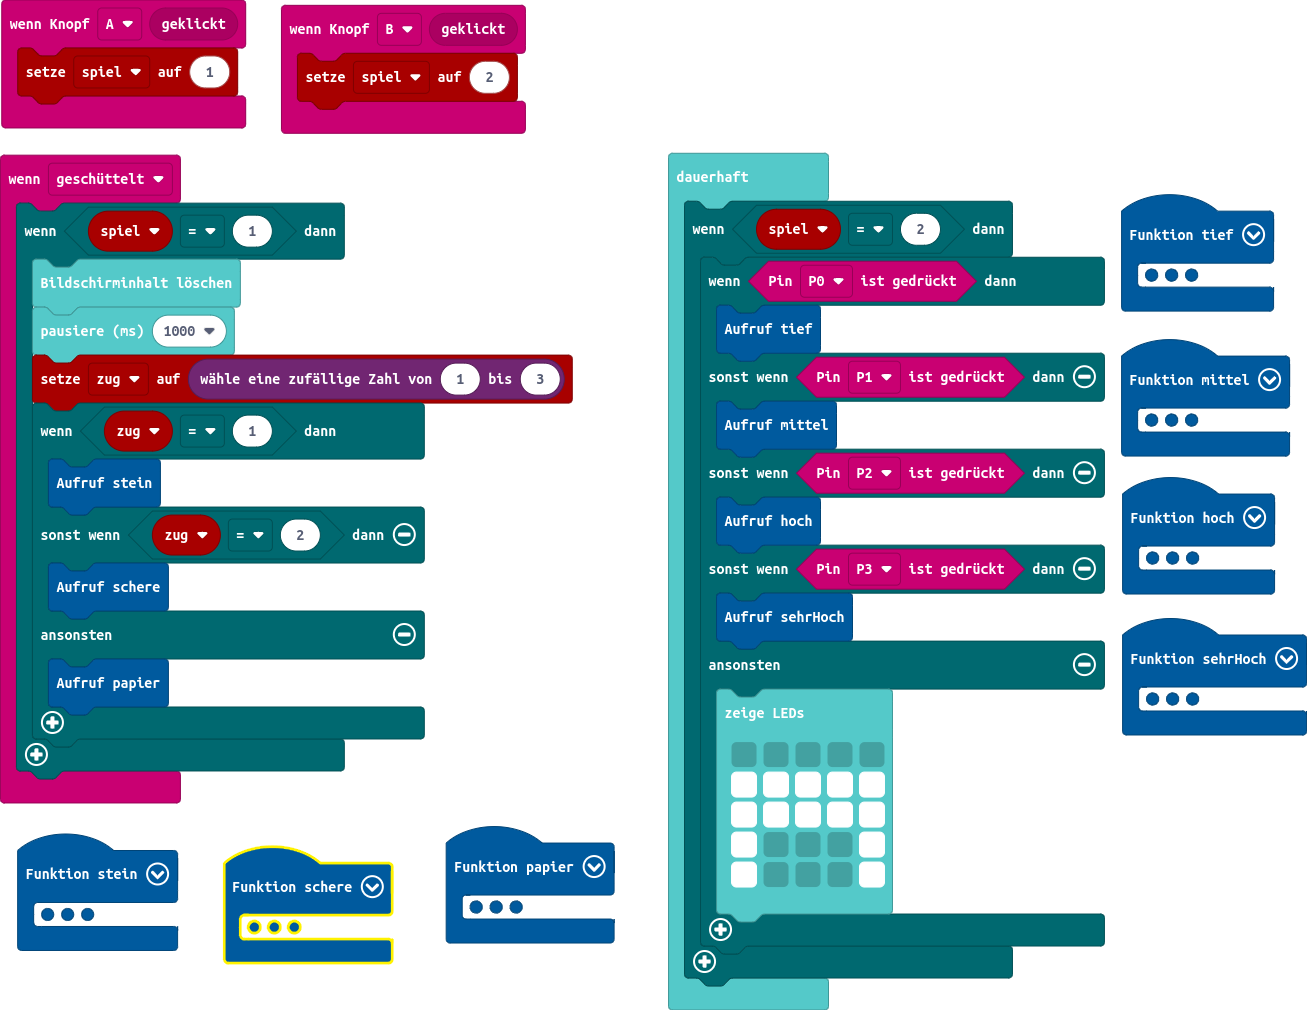 wenn Knopf A geklickt
setze spiel auf 1
wenn Knopf B geklickt
setze spiel auf 2
wenn geschüttelt
wenn spiel = 1 dann
Bildschirminhalt löschen
pausiere (ms) 1000
setze zug auf wähle eine zufällige Zahl von 1 bis 3
wenn zug = 1 dann
Aufruf stein
sonst wenn zug = 2 dann
Aufruf schere
ansonsten
Aufruf papier
Funktion stein
Funktion schere
Funktion papier
dauerhaft
wenn spiel = 2 dann
wenn Pin P0 ist gedrückt dann
Aufruf tief
sonst wenn Pin P1 ist gedrückt dann
Aufruf mittel
sonst wenn Pin P2 ist gedrückt dann
Aufruf hoch
sonst wenn Pin P3 ist gedrückt dann
Aufruf sehrHoch
ansonsten
zeige LEDs
Funktion tief
Funktion mittel
Funktion hoch
Funktion sehrHoch